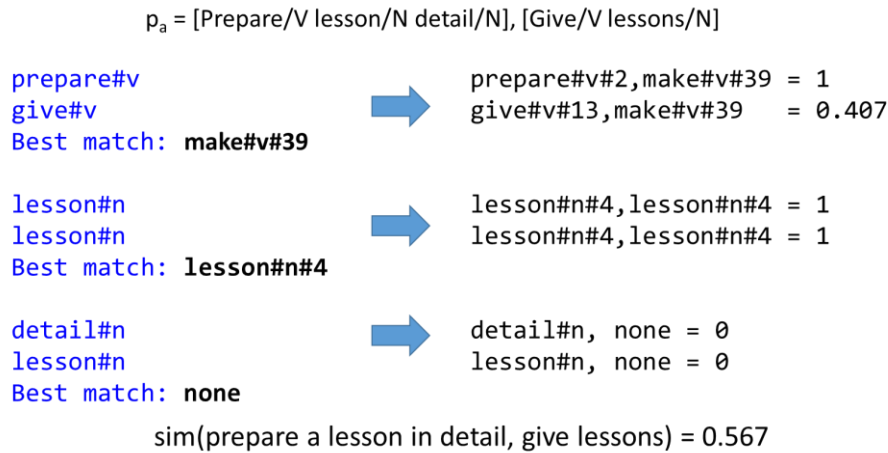 pa = [Prepare/V lesson/N detail/N], [Give/V lessons/N]
prepare#v
give#v
Best match: make#v#39
prepare#v#2,make#v#39 = 1
give#v#13,make#v#39 = 0.407
lesson#n
lesson#n
Best match: lesson#n#4
lesson#n#4,lesson#n#4 = 1
lesson#n#4,lesson#n#4 = 1
detail#n
lesson#n
Best match: none
detail#n, none = 0
lesson#n, none = 0
sim(prepare a lesson in detail, give lessons) = 0.567